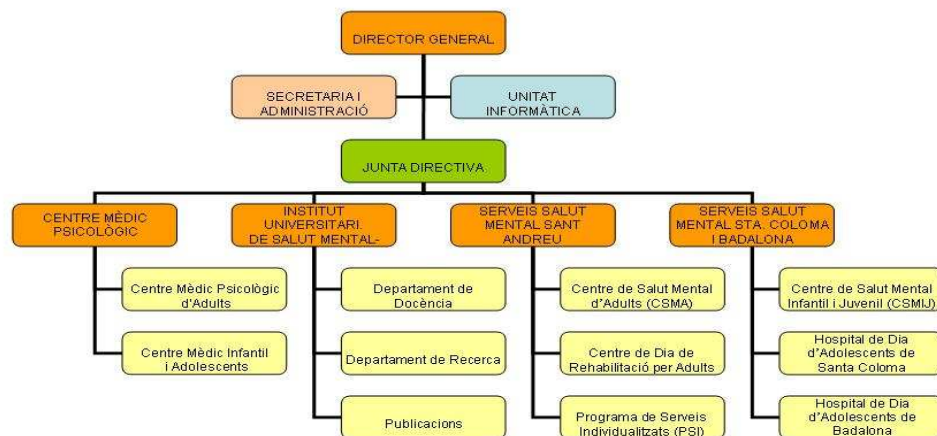 DIRECTOR GENERAL
SECRETARIA I
ADMINISTRACIÓ
UNITAT
INFORMÀTICA
JUNTA DIRECTIVA
CENTRE MÈDIC
PSICOLÒGIC
INSTITUT
UNIVERSITARI.
DE SALUT MENTAL-
SERVEIS SALUT
MENTAL SANT
ANDREU
SERVEIS SALUT
MENTAL STA. COLOMA
I BADALONA
Centre Mèdic Psicològic
d'Adults
Centre Mèdic Infantil
i Adolescents
Departament de
Docència
Departament de Recerca
Publicacions
Centre de Salut Mental
d'Adults (CSMA)
Centre de Dia de
Rehabilitació per Adults
Programa de Serveis
Individualitzats (PSI)
Centre de Salut Mental
Infantil i Juvenil (CSMIJ)
Hospital de Dia
d'Adolescents de
Santa Coloma
Hospital de Dia
d'Adolescents de
Badalona